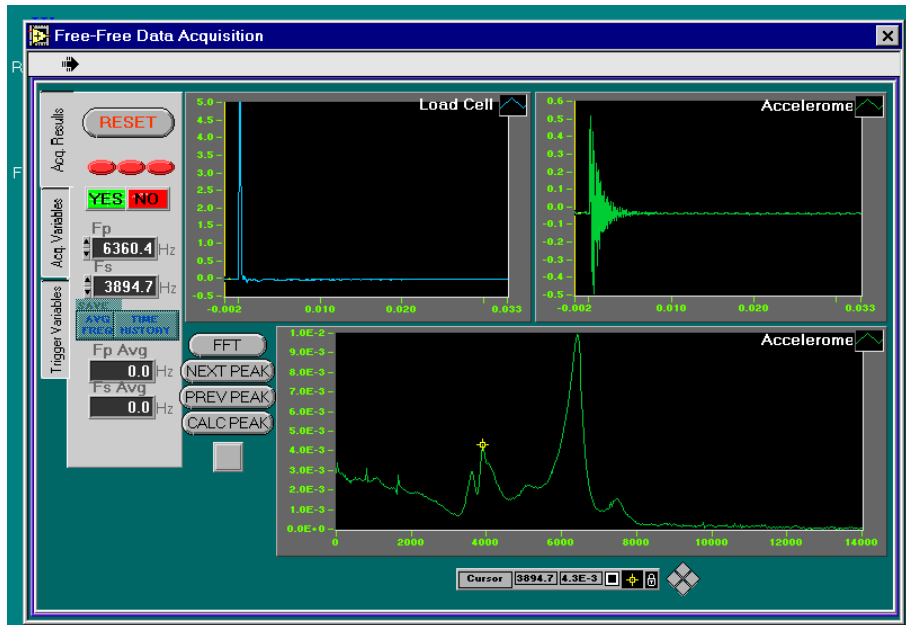 Free-Free Data Acquisition
R
F
Acq. Results
Acq. Variables
Trigger Variables
RESET
YES NO
Fp
6360.4 Hz
Fs
3894.7 Hz
SAVE
AVG FREQ
TIME HISTORY
Fp Avg
0.0 Hz
Fs Avg
0.0 Hz
Load Cell
5.0
4.5
4.0
3.5
3.0
2.5
2.0
1.5
1.0
0.5
0.0
-0.5
-0.002 0.010 0.020 0.033
Accelerome
0.6
0.5
0.4
0.3
0.2
0.1
0.0
-0.1
-0.2
-0.3
-0.4
-0.5
-0.002 0.010 0.020 0.033
FFT
NEXT PEAK
PREV PEAK
CALC PEAK
Accelerome
1.0E-2
9.0E-3
8.0E-3
7.0E-3
6.0E-3
5.0E-3
4.0E-3
3.0E-3
2.0E-3
1.0E-3
0.0E+0
0 2000 4000 6000 8000 10000 12000 14000
Cursor 3894.7 4.3E-3